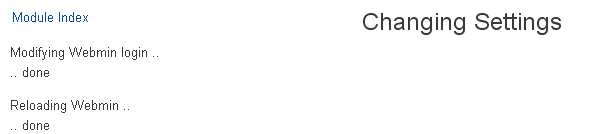 Module Index
Changing Settings
Modifying Webmin login ..
.. done
Reloading Webmin ..
.. done